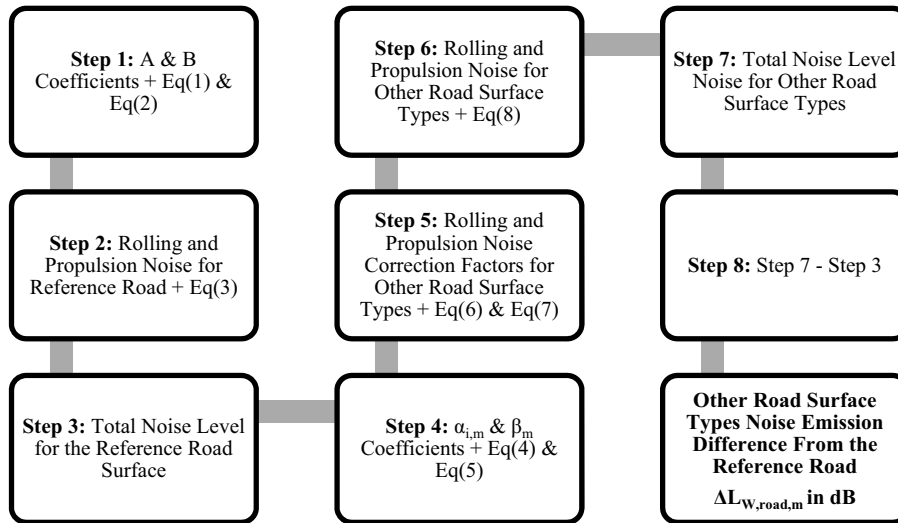 Step 1: A & B
Coefficients + Eq(1) &
Eq(2)
Step 2: Rolling and
Propulsion Noise for
Reference Road + Eq(3)
Step 3: Total Noise Level
for the Reference Road
Surface
Step 4: αi,m & βm
Coefficients + Eq(4) &
Eq(5)
Step 5: Rolling and
Propulsion Noise
Correction Factors for
Other Road Surface
Types + Eq(6) & Eq(7)
Step 6: Rolling and
Propulsion Noise for
Other Road Surface
Types + Eq(8)
Step 7: Total Noise Level
Noise for Other Road
Surface Types
Step 8: Step 7 - Step 3
Other Road Surface
Types Noise Emission
Difference From the
Reference Road
ΔLW,road,m in dB